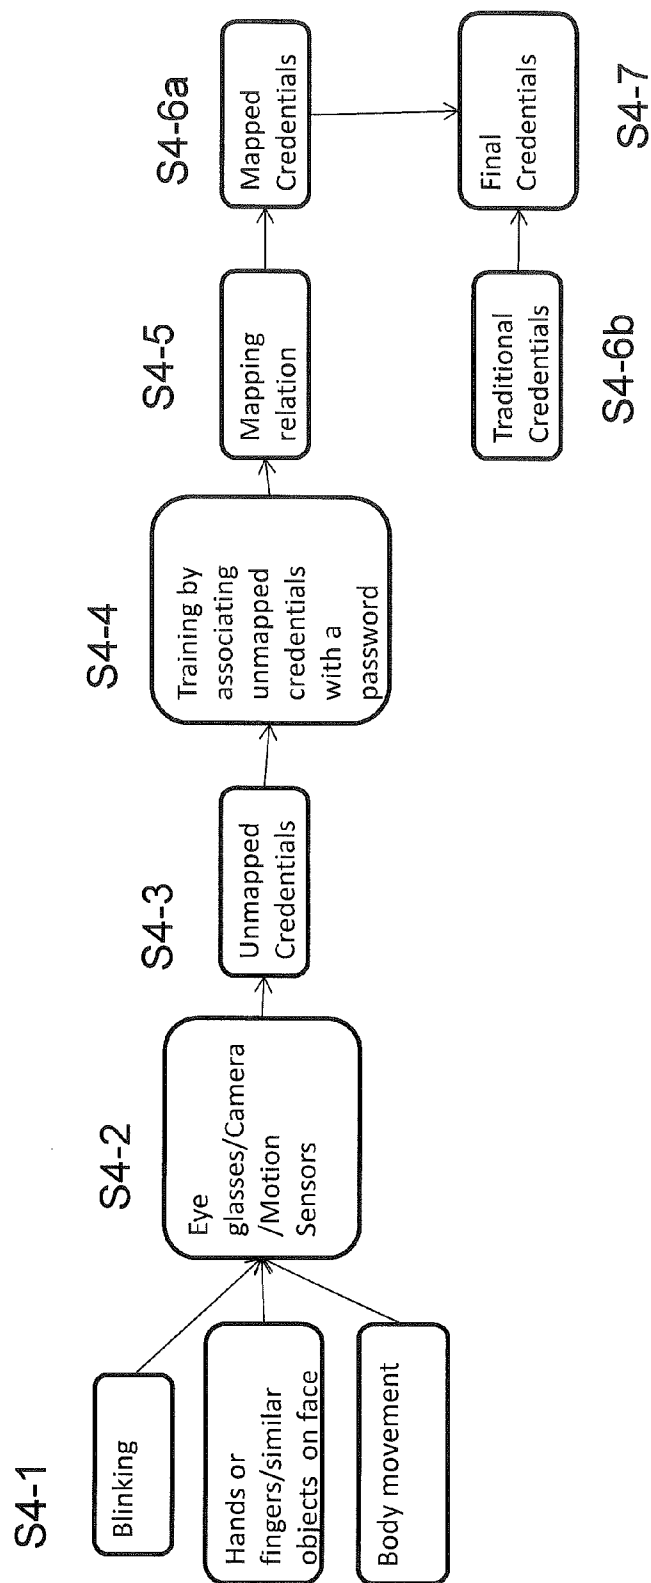 S4-1
Blinking
Hands or
fingers/similar
objects on face
Body movement
S4-2
Eye
glasses/Camera
/Motion
Sensors
S4-3
Unmapped
Credentials
S4-4
Training by
associating
unmapped
credentials
with a
password
S4-5
Mapping
relation
S4-6a
Mapped
Credentials
Traditional
Credentials
S4-6b
Final
Credentials
S4-7